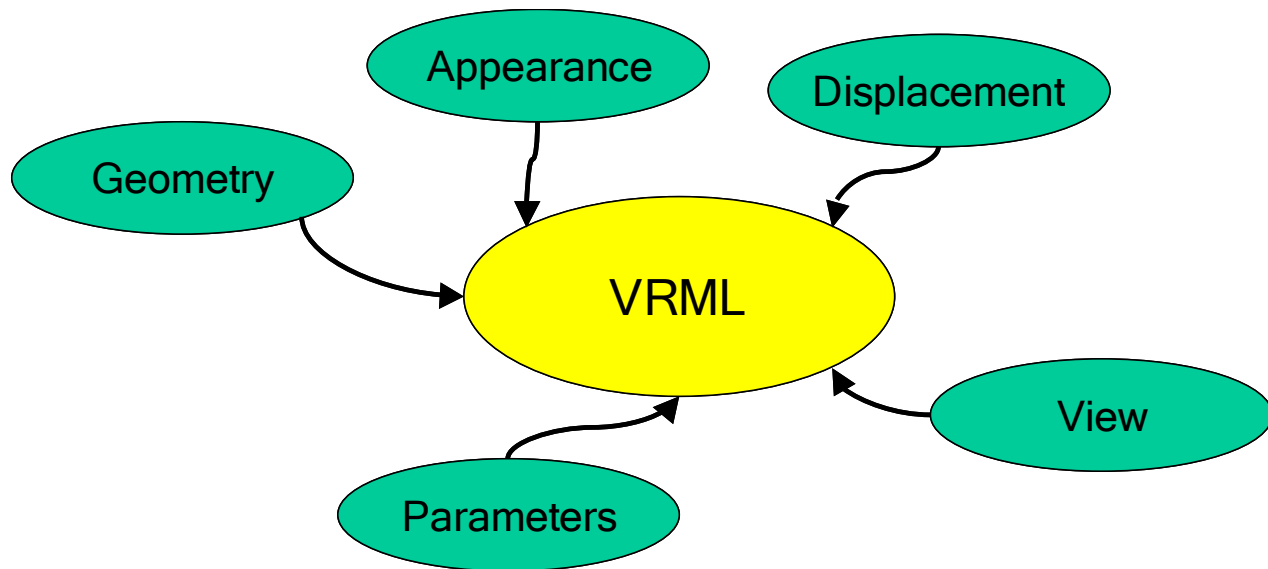 Appearance
Displacement
Geometry
VRML
View
Parameters